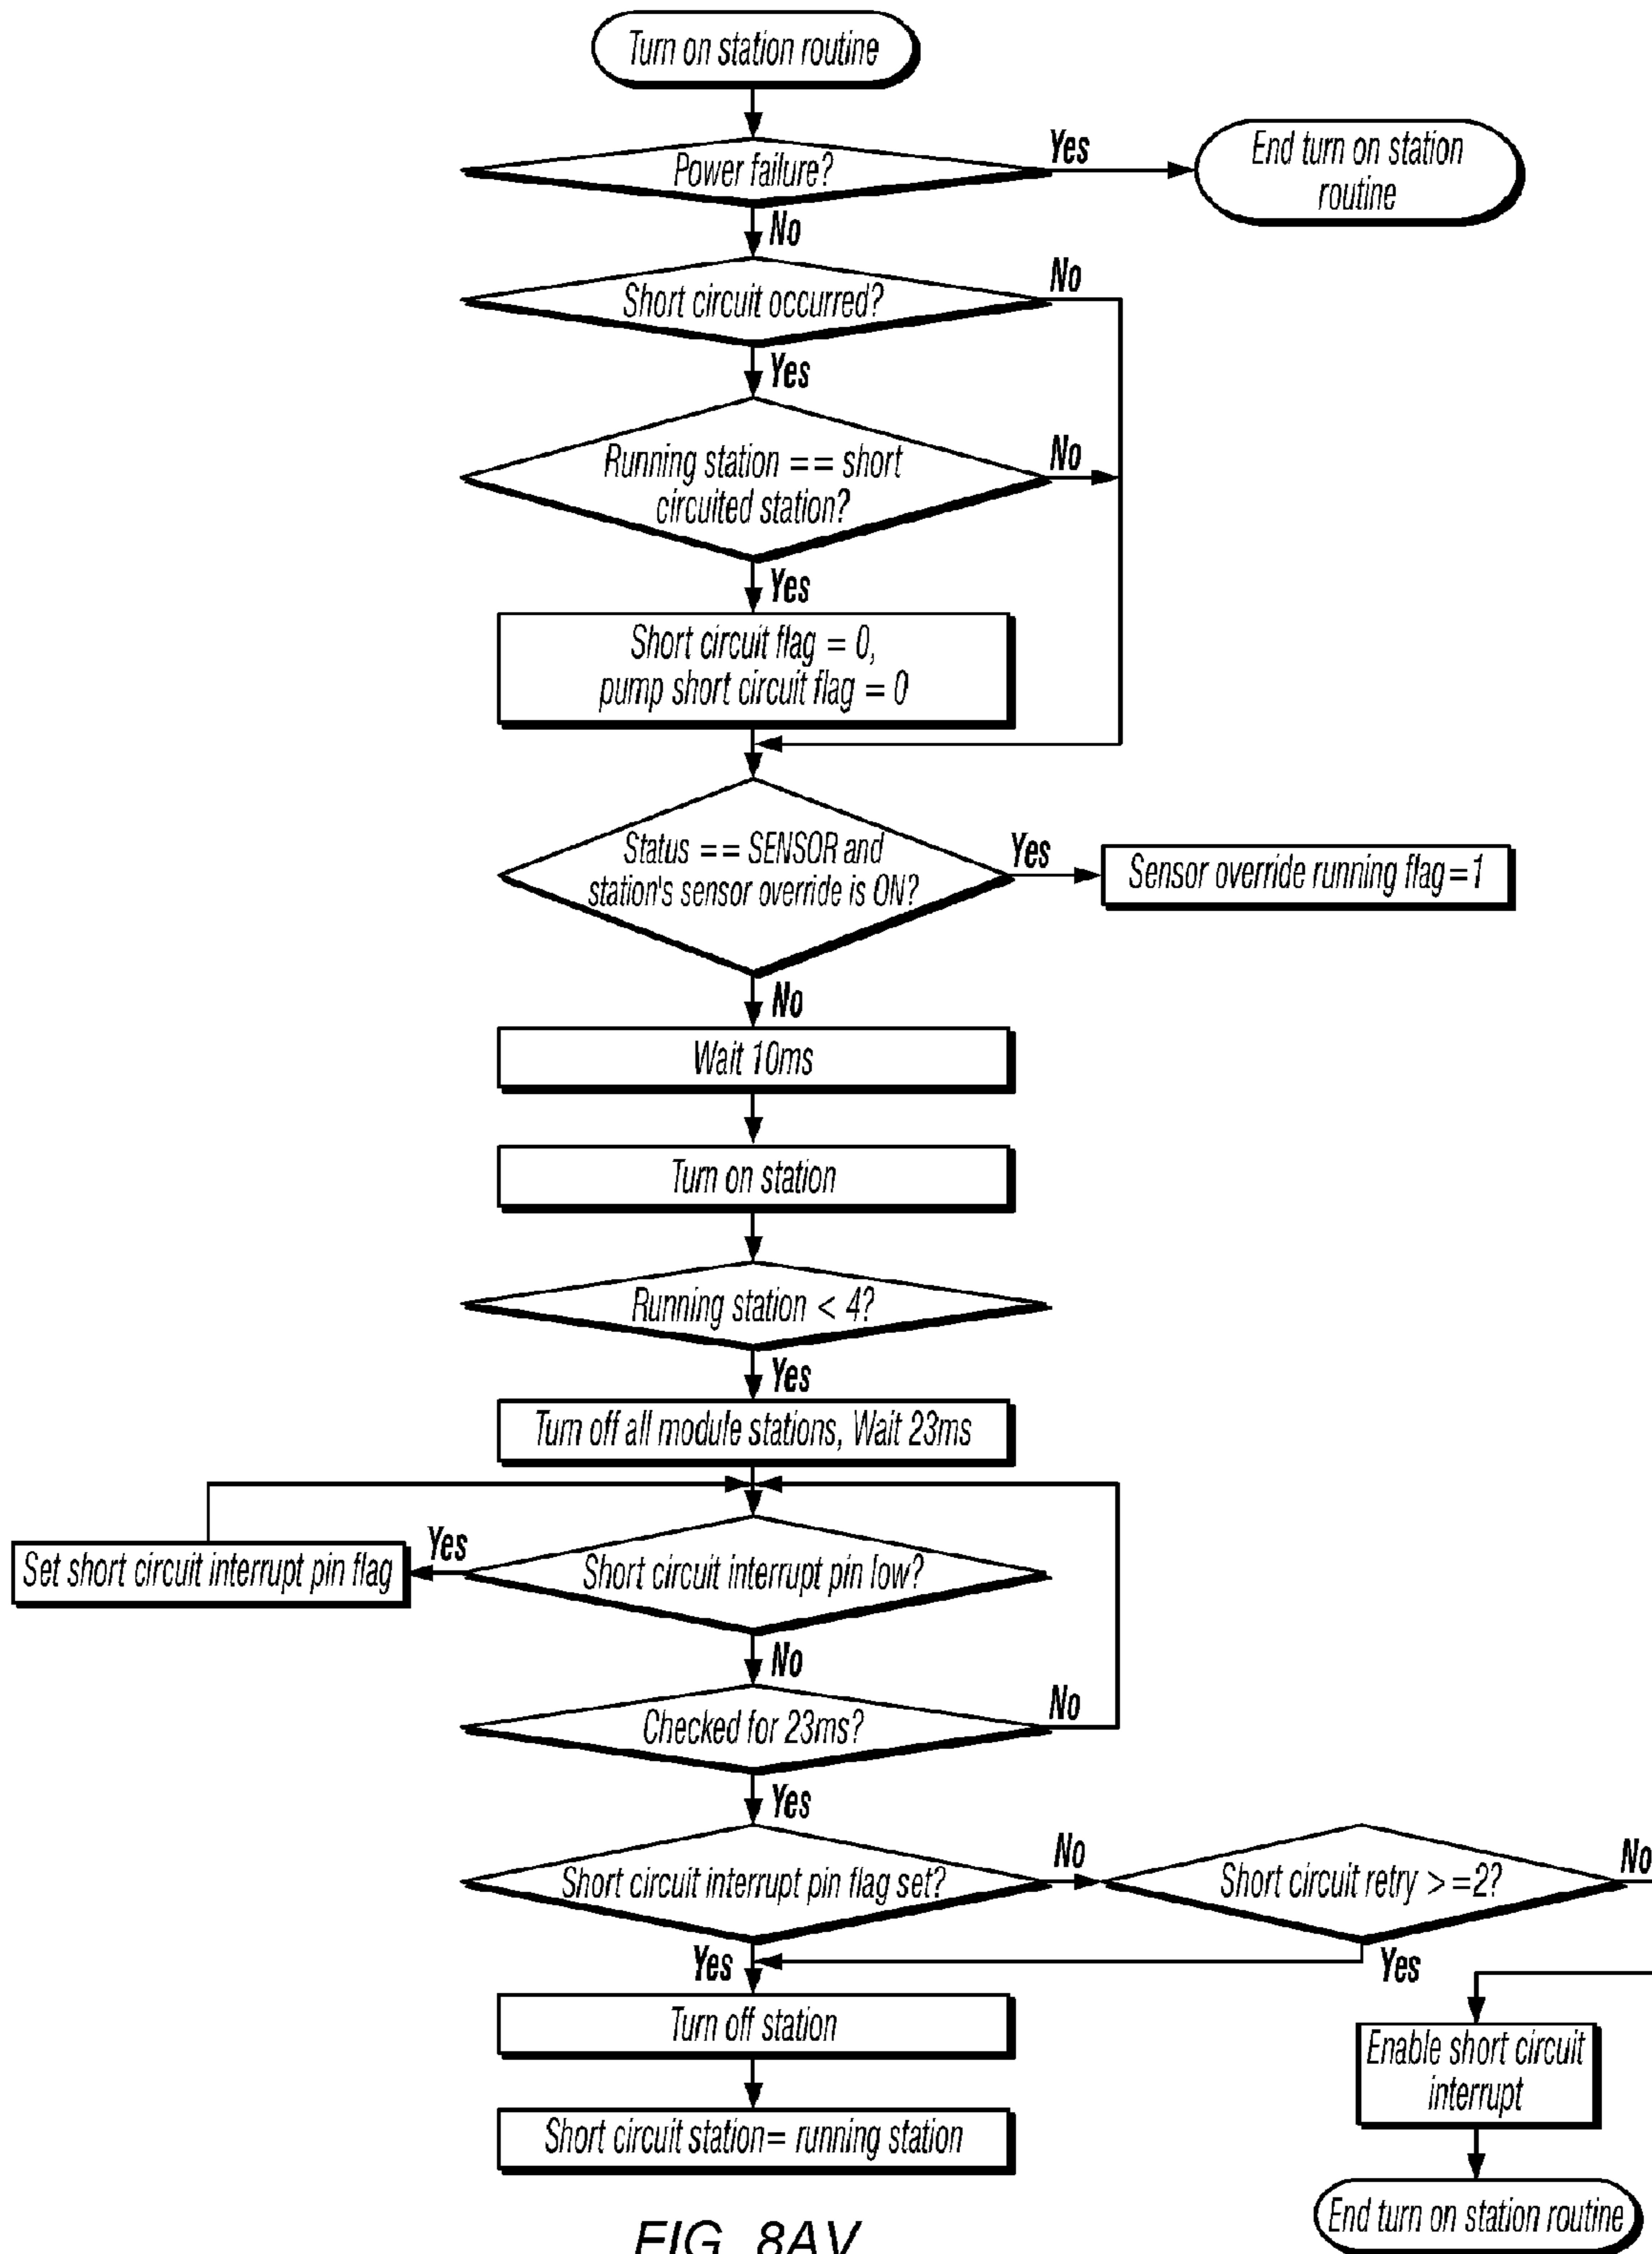 Turn on station routine
Power failure?
Yes
End turn on station
routine
No
Short circuit occurred?
No
Yes
Running station == short
circuited station?
No
Yes
Short circuit flag = 0,
pump short circuit flag = 0
Status == SENSOR and
station's sensor override is ON?
Yes
Sensor override running flag=1
No
Wait 10ms
Turn on station
Running station < 4?
Yes
Turn off all module stations, Wait 23ms
Short circuit interrupt pin low?
Yes
Set short circuit interrupt pin flag
No
Checked for 23ms?
No
Yes
Short circuit interrupt pin flag set?
No
Short circuit retry >=2?
No
Yes
Yes
Turn off station
Enable short circuit
interrupt
Short circuit station= running station
End turn on station routine
FIG. 8AV